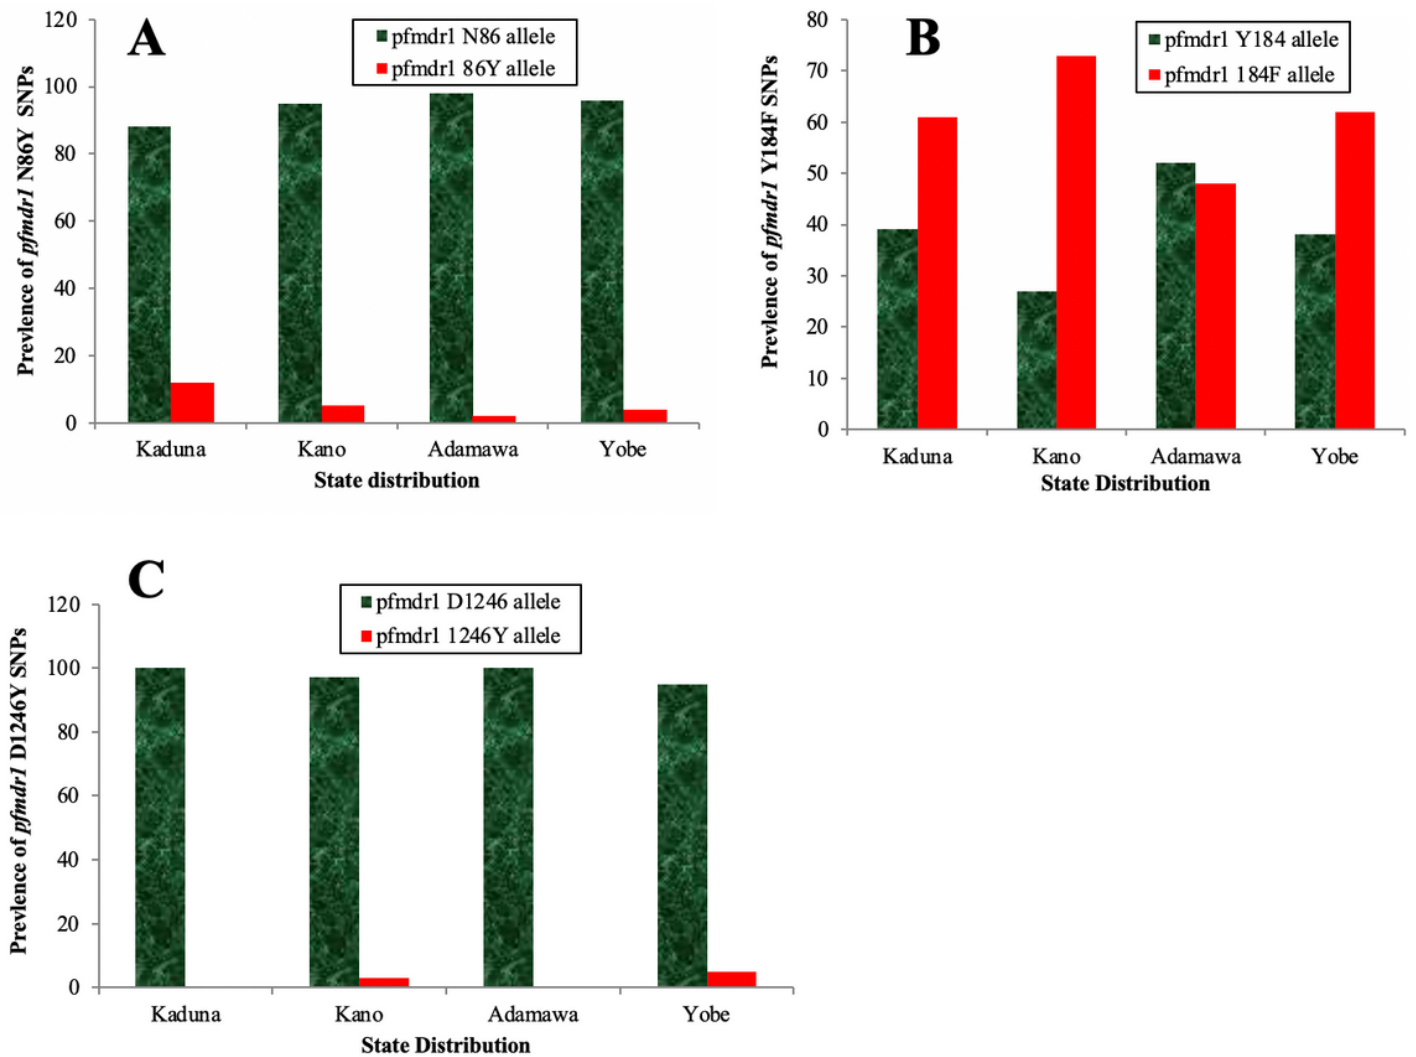 A
pfmdr1 N86 allele
pfmdr1 86Y allele
Prevlence of pfmdr1 N86Y SNPs
120
100
80
60
40
20
0
Kaduna Kano Adamawa Yobe
State distribution
B
pfmdr1 Y184 allele
pfmdr1 184F allele
Prevlence of pfmdr1 Y184F SNPs
80
70
60
50
40
30
20
10
0
Kaduna Kano Adamawa Yobe
State Distribution
C
pfmdr1 D1246 allele
pfmdr1 1246Y allele
Prevlence of pfmdr1 D1246Y SNPs
120
100
80
60
40
20
0
Kaduna Kano Adamawa Yobe
State Distribution